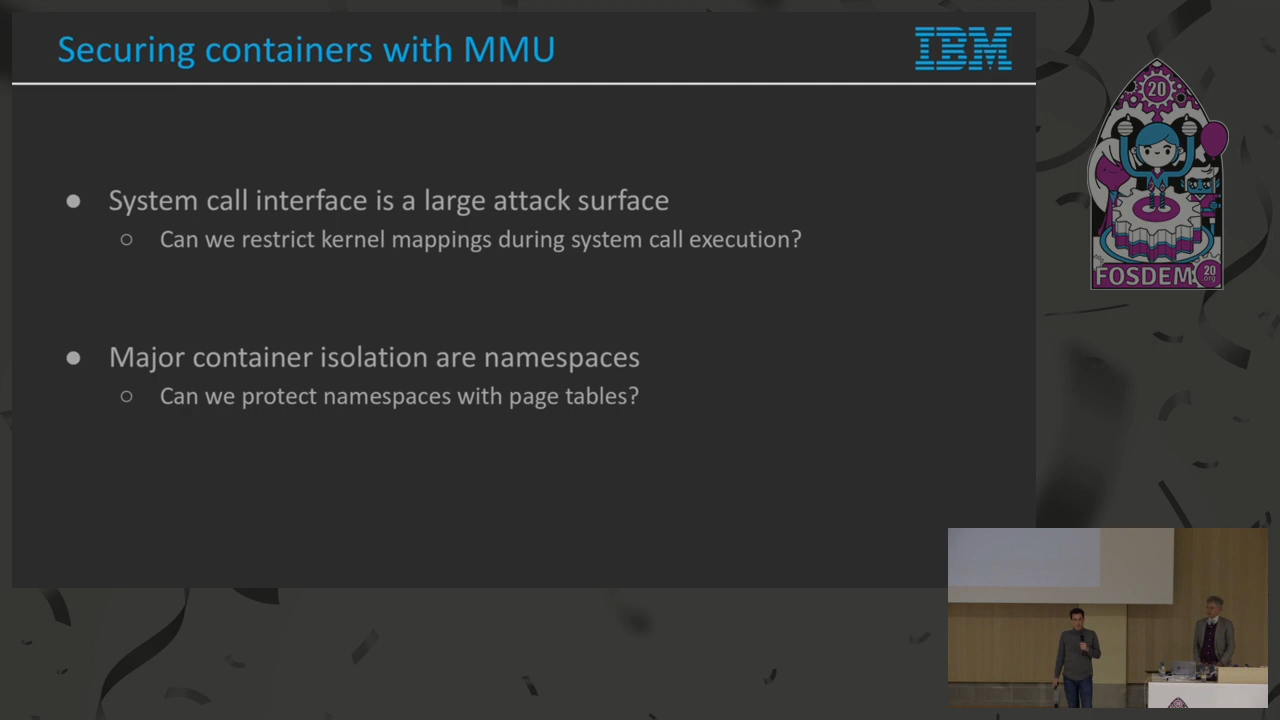 Securing containers with MMU
IBM
● System call interface is a large attack surface
○ Can we restrict kernel mappings during system call execution?
● Major container isolation are namespaces
○ Can we protect namespaces with page tables?
20
FOSDEM
20
.org